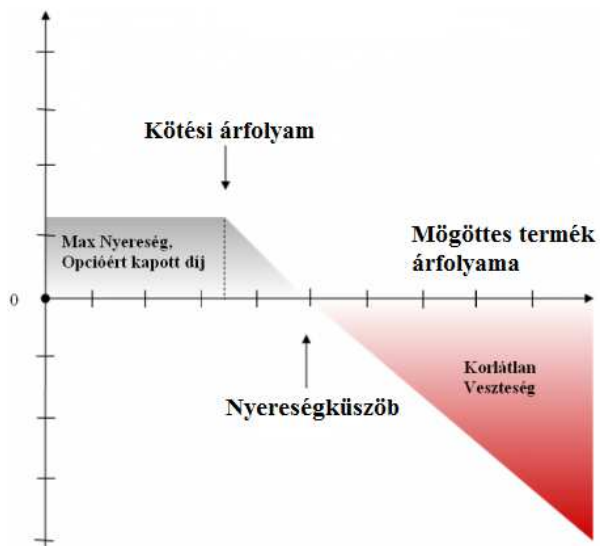 Kötési árfolyam
Max Nyereség,
Opcióért kapott díj
Mögöttes termék
árfolyama
0
Korlátlan
Veszteség
Nyereségküszöb